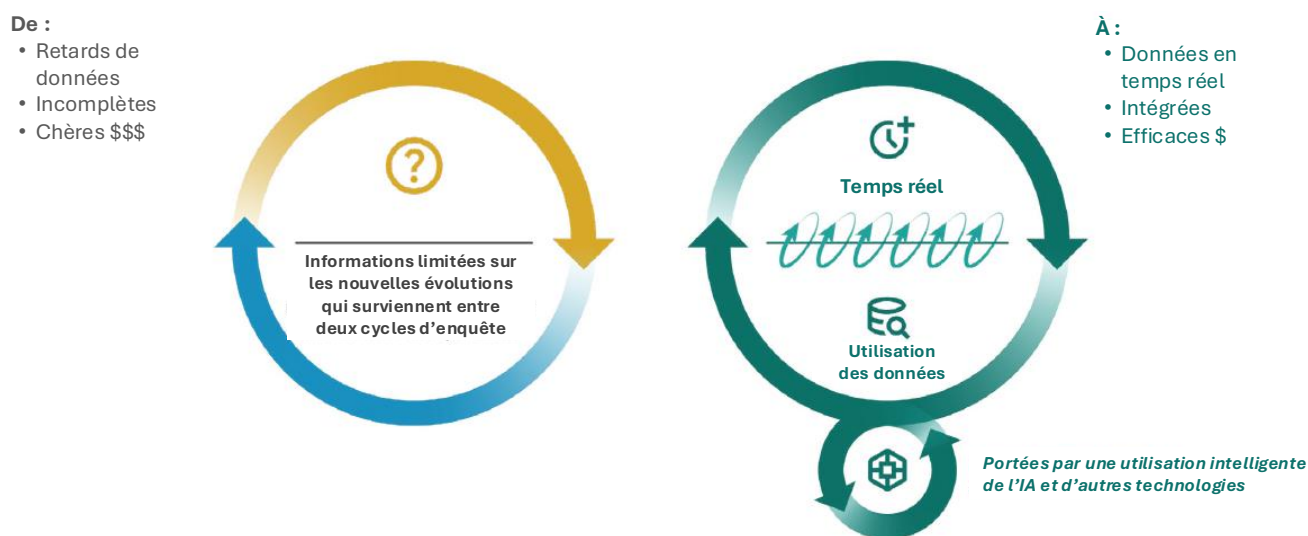 De :
• Retards de
données
• Incomplètes
• Chères $$$
?
Informations limitées sur
les nouvelles évolutions
qui surviennent entre
deux cycles d’enquête
À :
• Données en
temps réel
• Intégrées
• Efficaces $
Temps réel
Utilisation
des données
Portées par une utilisation intelligente
de l’IA et d’autres technologies